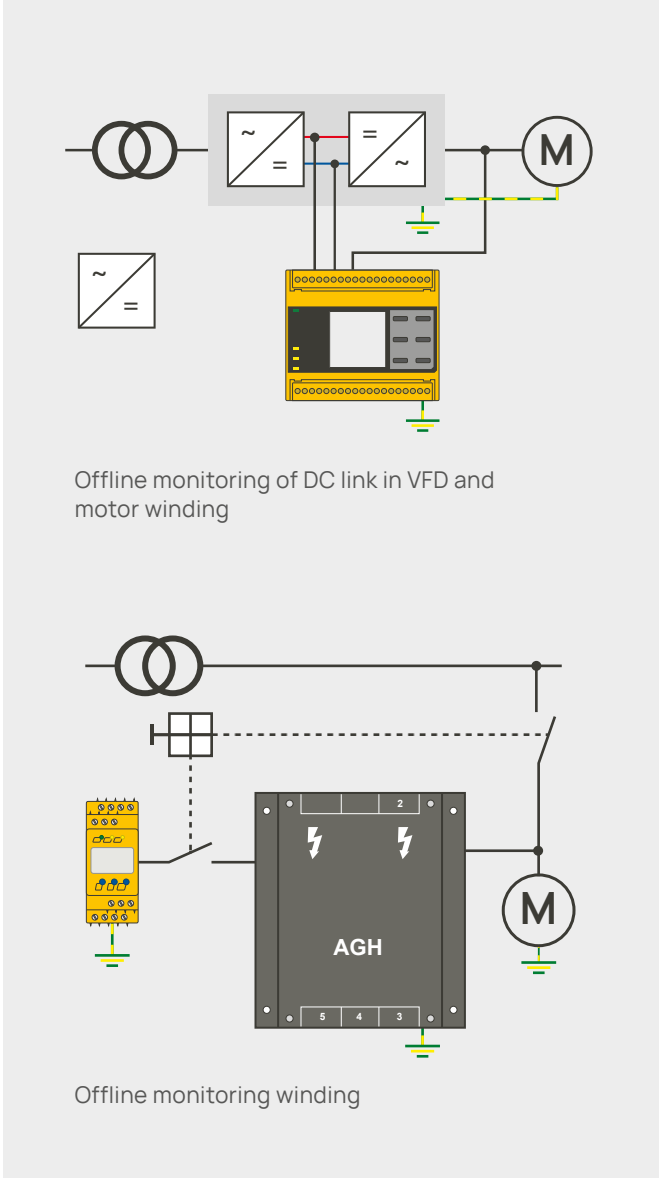 ~
=
=
~
M
~
=
Offline monitoring of DC link in VFD and
motor winding
2
AGH
M
5 4 3
Offline monitoring winding